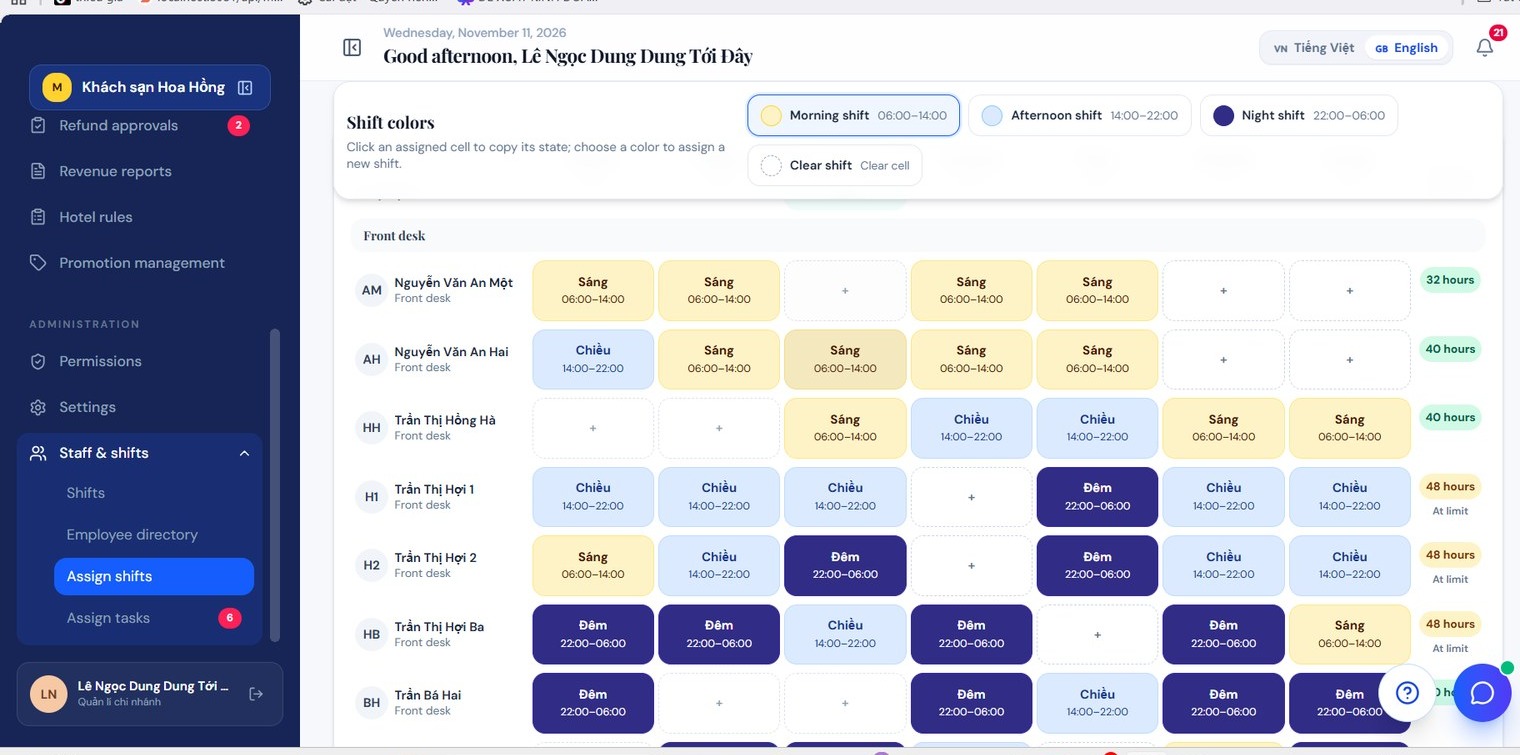 Wednesday, November 11, 2026
Good afternoon, Lê Ngọc Dung Dung Tới Đây
VN Tiếng Việt GB English
21
M Khách sạn Hoa Hồng
Refund approvals 2
Revenue reports
Hotel rules
Promotion management
ADMINISTRATION
Permissions
Settings
Staff & shifts
Shifts
Employee directory
Assign shifts
Assign tasks 6
LN Lê Ngọc Dung Dung Tới ...
Quản lí chi nhánh
Shift colors
Click an assigned cell to copy its state; choose a color to assign a
new shift.
Morning shift 06:00–14:00
Afternoon shift 14:00–22:00
Night shift 22:00–06:00
Clear shift Clear cell
Front desk
AM Nguyễn Văn An Một
Front desk
Sáng Sáng + Sáng Sáng + + 32 hours
06:00–14:00 06:00–14:00 06:00–14:00 06:00–14:00
AH Nguyễn Văn An Hai
Front desk
Chiều Sáng Sáng Sáng Sáng + + 40 hours
14:00–22:00 06:00–14:00 06:00–14:00 06:00–14:00 06:00–14:00
HH Trần Thị Hồng Hà
Front desk
+ + Sáng Chiều Chiều Sáng Sáng 40 hours
06:00–14:00 14:00–22:00 14:00–22:00 06:00–14:00 06:00–14:00
H1 Trần Thị Hợi 1
Front desk
Chiều Chiều Chiều + Đêm Chiều Chiều 48 hours
14:00–22:00 14:00–22:00 14:00–22:00 22:00–06:00 14:00–22:00 14:00–22:00 At limit
H2 Trần Thị Hợi 2
Front desk
Sáng Chiều Đêm + Đêm Chiều Chiều 48 hours
06:00–14:00 14:00–22:00 22:00–06:00 22:00–06:00 14:00–22:00 14:00–22:00 At limit
HB Trần Thị Hợi Ba
Front desk
Đêm Đêm Chiều Đêm + Đêm Sáng 48 hours
22:00–06:00 22:00–06:00 14:00–22:00 22:00–06:00 22:00–06:00 06:00–14:00 At limit
BH Trần Bá Hai
Front desk
Đêm + + Đêm Chiều Đêm Đêm
22:00–06:00 22:00–06:00 14:00–22:00 22:00–06:00 22:00–06:00